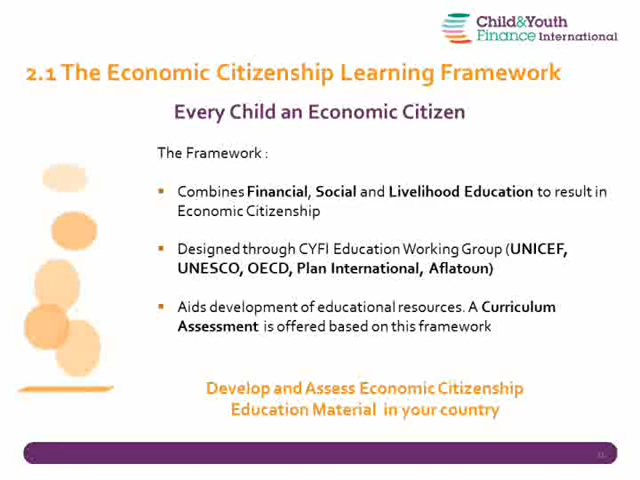 Child&Youth
Finance International
2.1 The Economic Citizenship Learning Framework
Every Child an Economic Citizen
The Framework :
Combines Financial, Social and Livelihood Education to result in
Economic Citizenship
Designed through CYFI Education Working Group (UNICEF,
UNESCO, OECD, Plan International, Aflatoun)
Aids development of educational resources. A Curriculum
Assessment is offered based on this framework
Develop and Assess Economic Citizenship
Education Material in your country